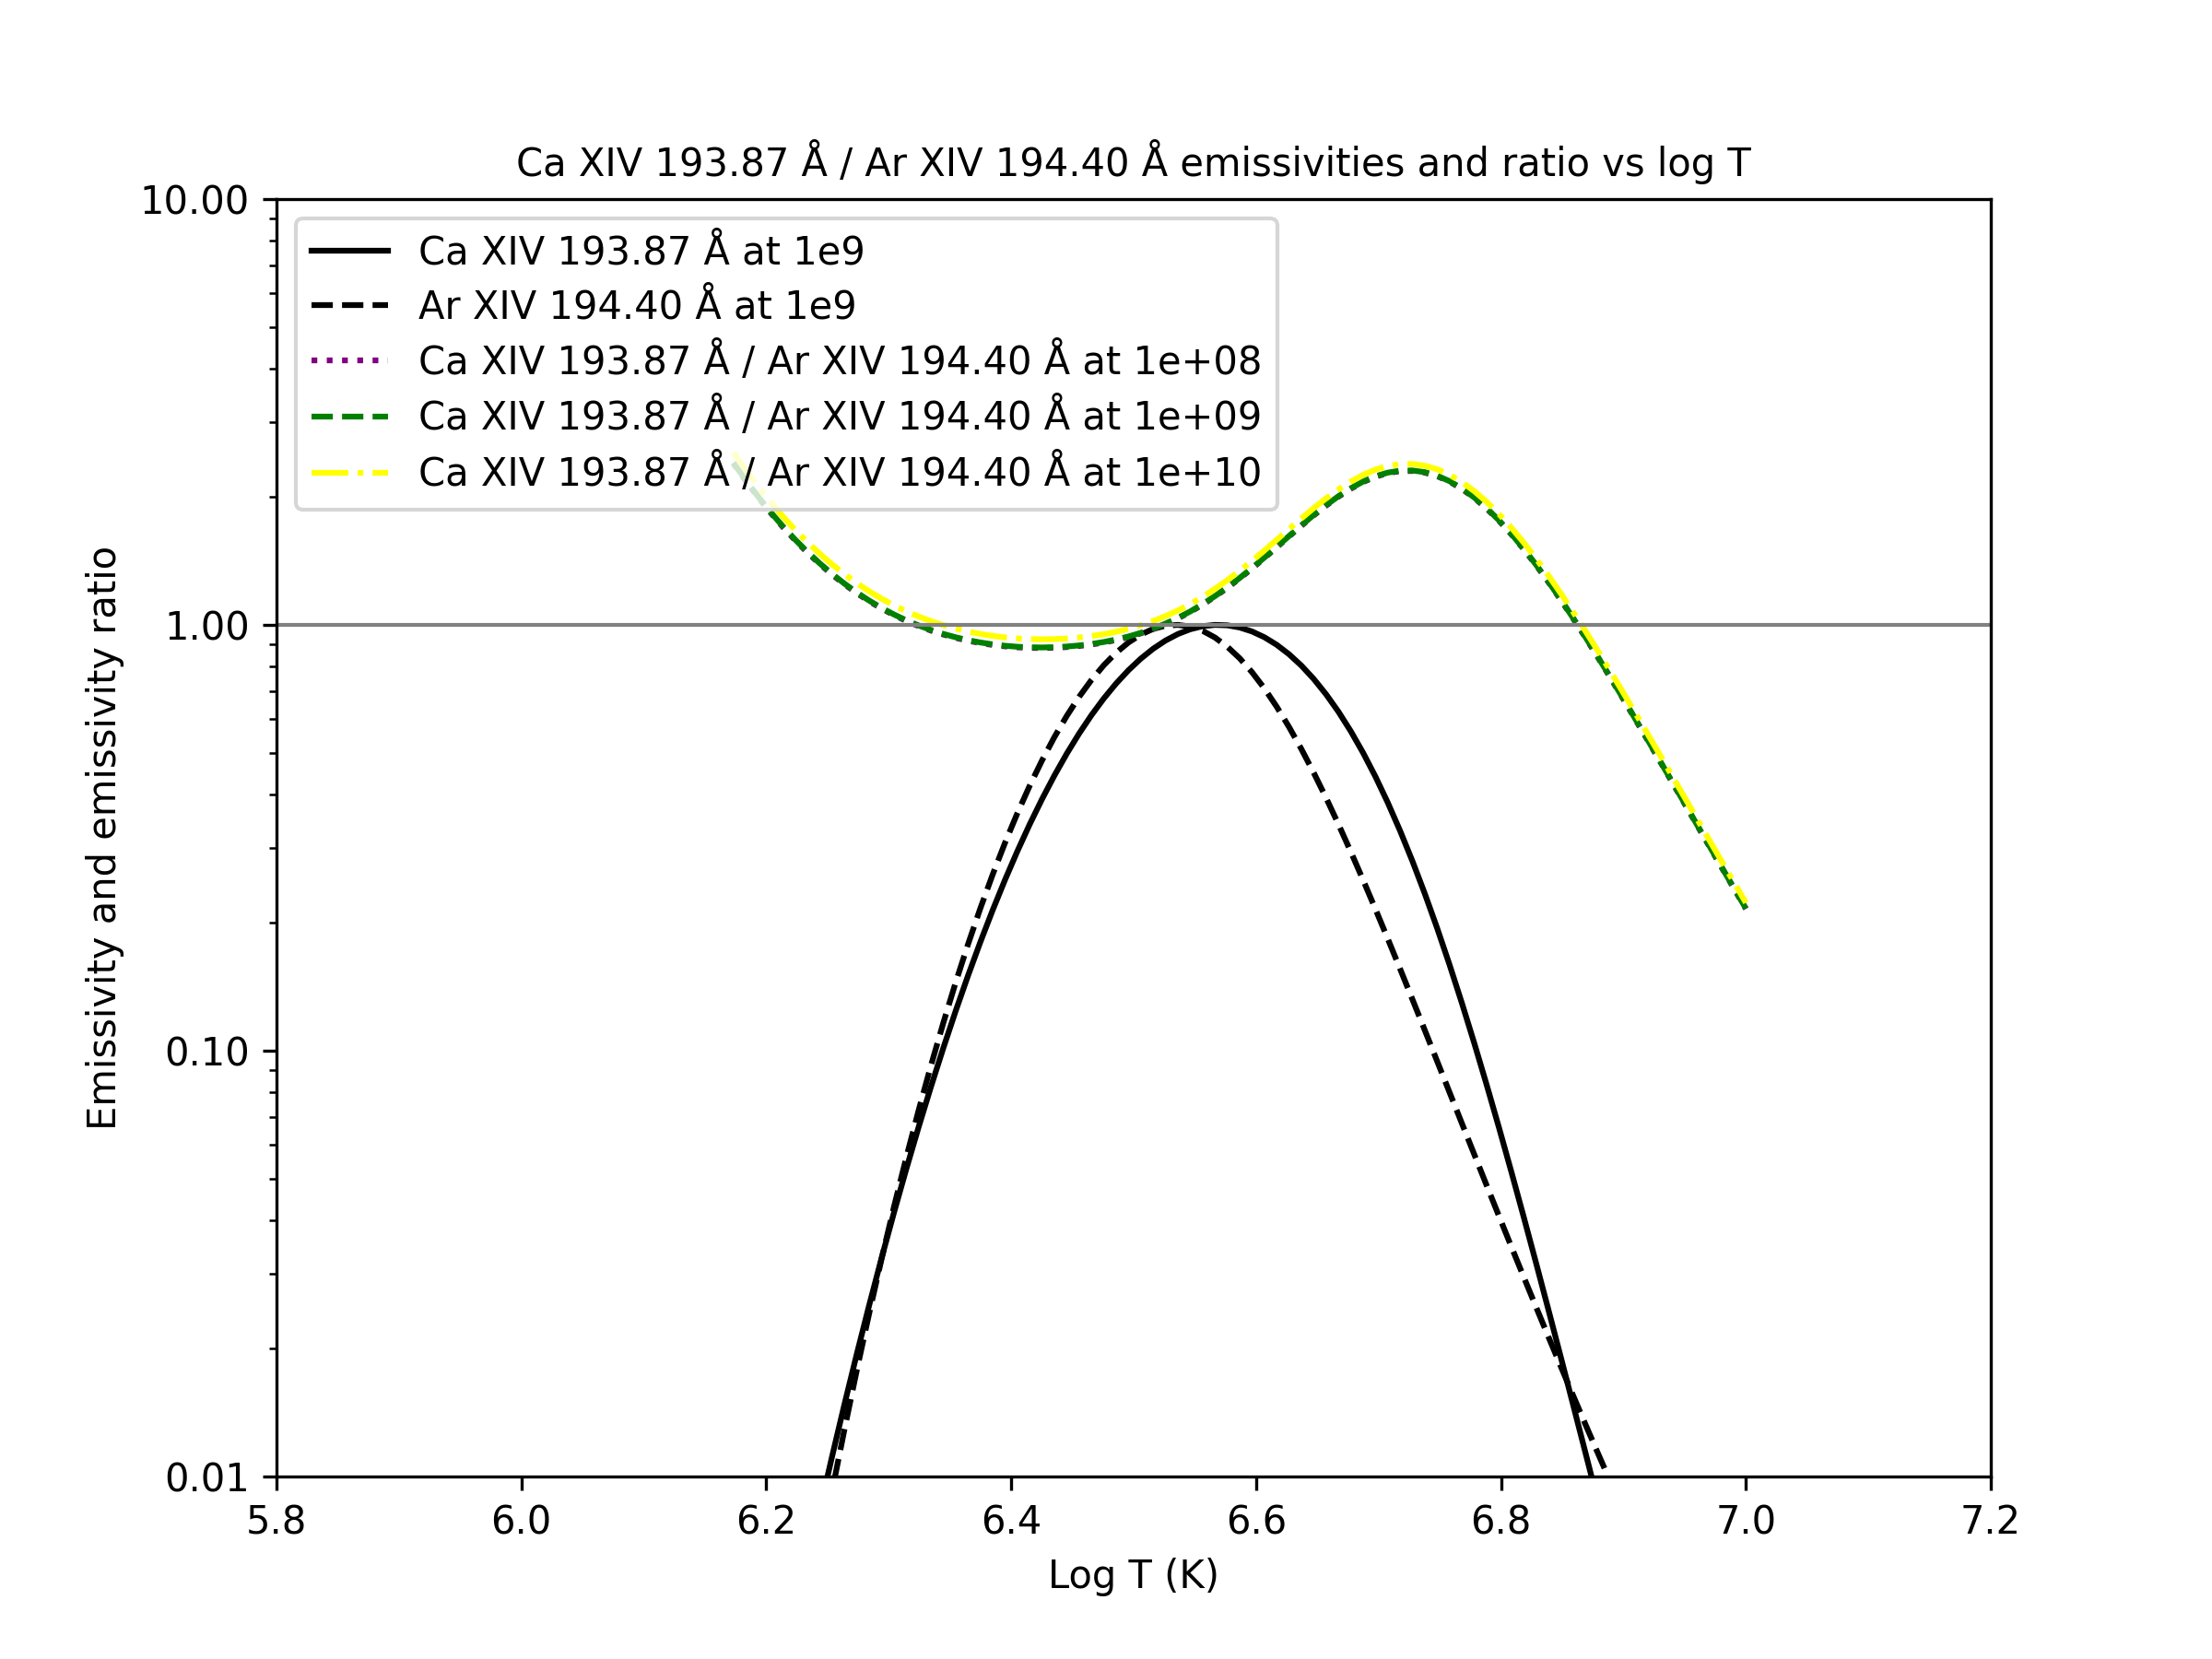 Ca XIV 193.87 Å / Ar XIV 194.40 Å emissivities and ratio vs log T
10.00
Ca XIV 193.87 Å at 1e9
Ar XIV 194.40 Å at 1e9
Ca XIV 193.87 Å / Ar XIV 194.40 Å at 1e+08
Ca XIV 193.87 Å / Ar XIV 194.40 Å at 1e+09
Ca XIV 193.87 Å / Ar XIV 194.40 Å at 1e+10
Emissivity and emissivity ratio
1.00
0.10
0.01
5.8 6.0 6.2 6.4 6.6 6.8 7.0 7.2
Log T (K)